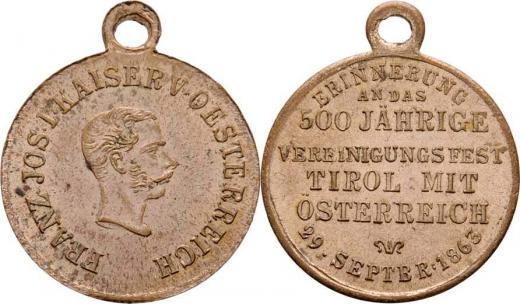 FRANZ JOS·I·KAISER V·OESTERREICH
ERINNERUNG
AN DAS
500 JÄHRIGE
VEREINIGUNGSFEST
TIROL MIT
ÖSTERREICH
29. SEPTBR. 1863